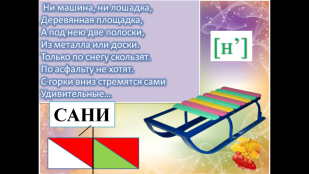 Ни машина, ни лошадка,
Деревянная площадка,
А под нею две полоски,
Из металла или доски.
Только по снегу скользят.
По асфальту не хотят.
С горки вниз стремятся сами
Удивительные...
[н’]
САНИ